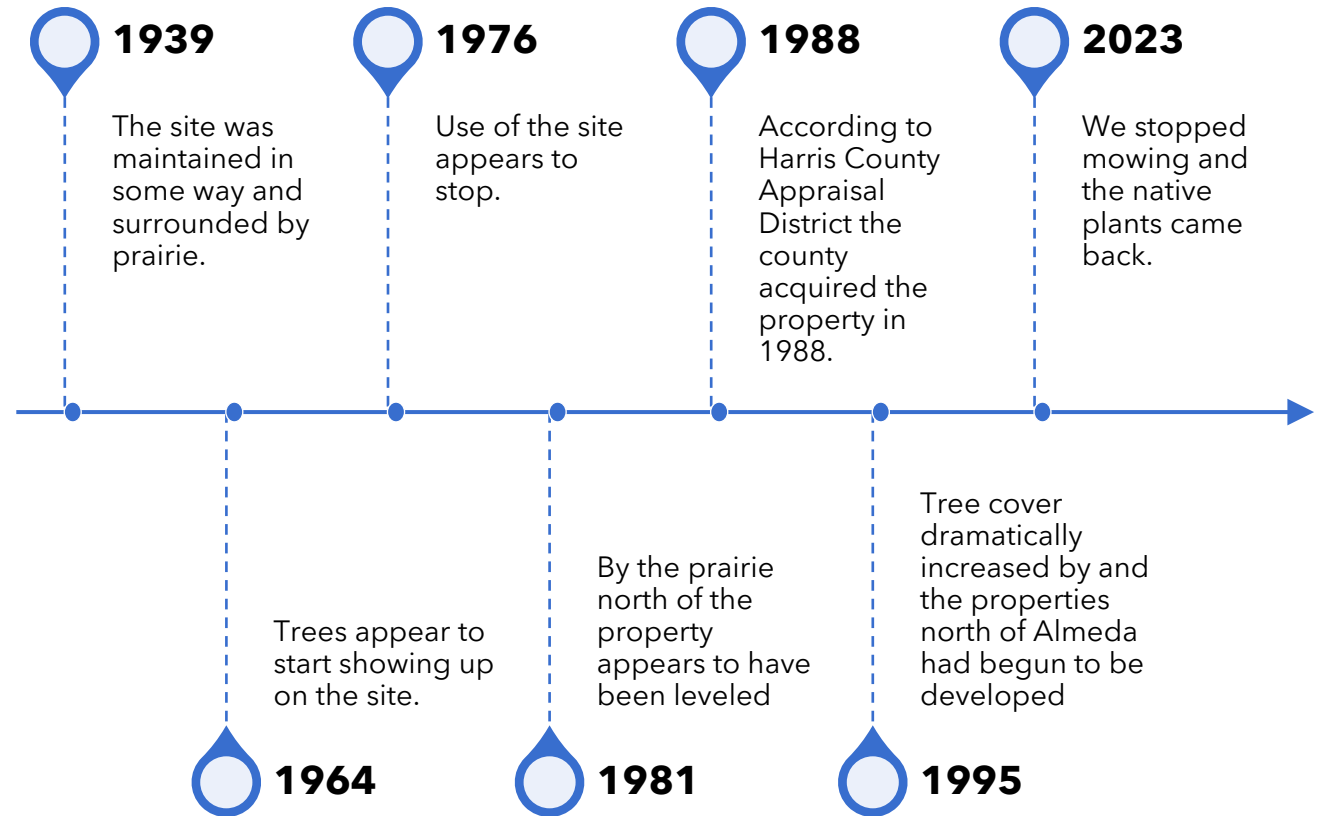 1939
The site was
maintained in
some way and
surrounded by
prairie.
1976
Use of the site
appears to
stop.
1988
According to
Harris County
Appraisal
District the
county
acquired the
property in
1988.
2023
We stopped
mowing and
the native
plants came
back.
Trees appear to
start showing up
on the site.
1964
By the prairie
north of the
property
appears to have
been leveled
1981
Tree cover
dramatically
increased by and
the properties
north of Almeda
had begun to be
developed
1995